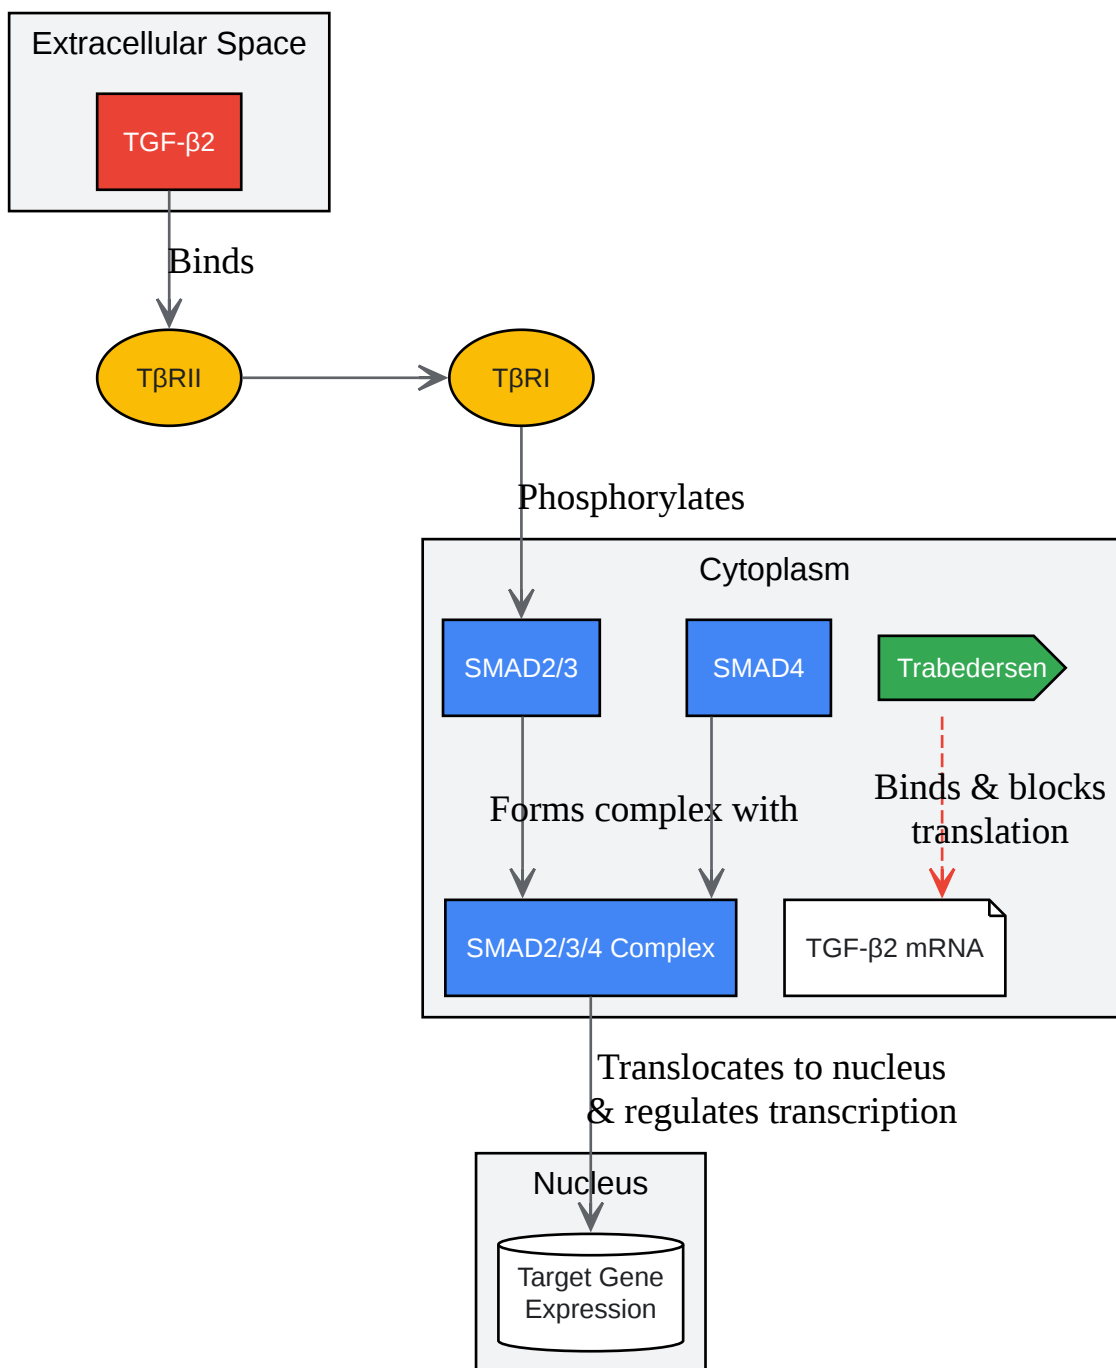 Extracellular Space
TGF-β2
Binds
TβRII
TβRI
Phosphorylates
Cytoplasm
SMAD2/3
SMAD4
Trabedersen
Forms complex with
Binds & blocks
translation
SMAD2/3/4 Complex
TGF-β2 mRNA
Translocates to nucleus
& regulates transcription
Nucleus
Target Gene
Expression